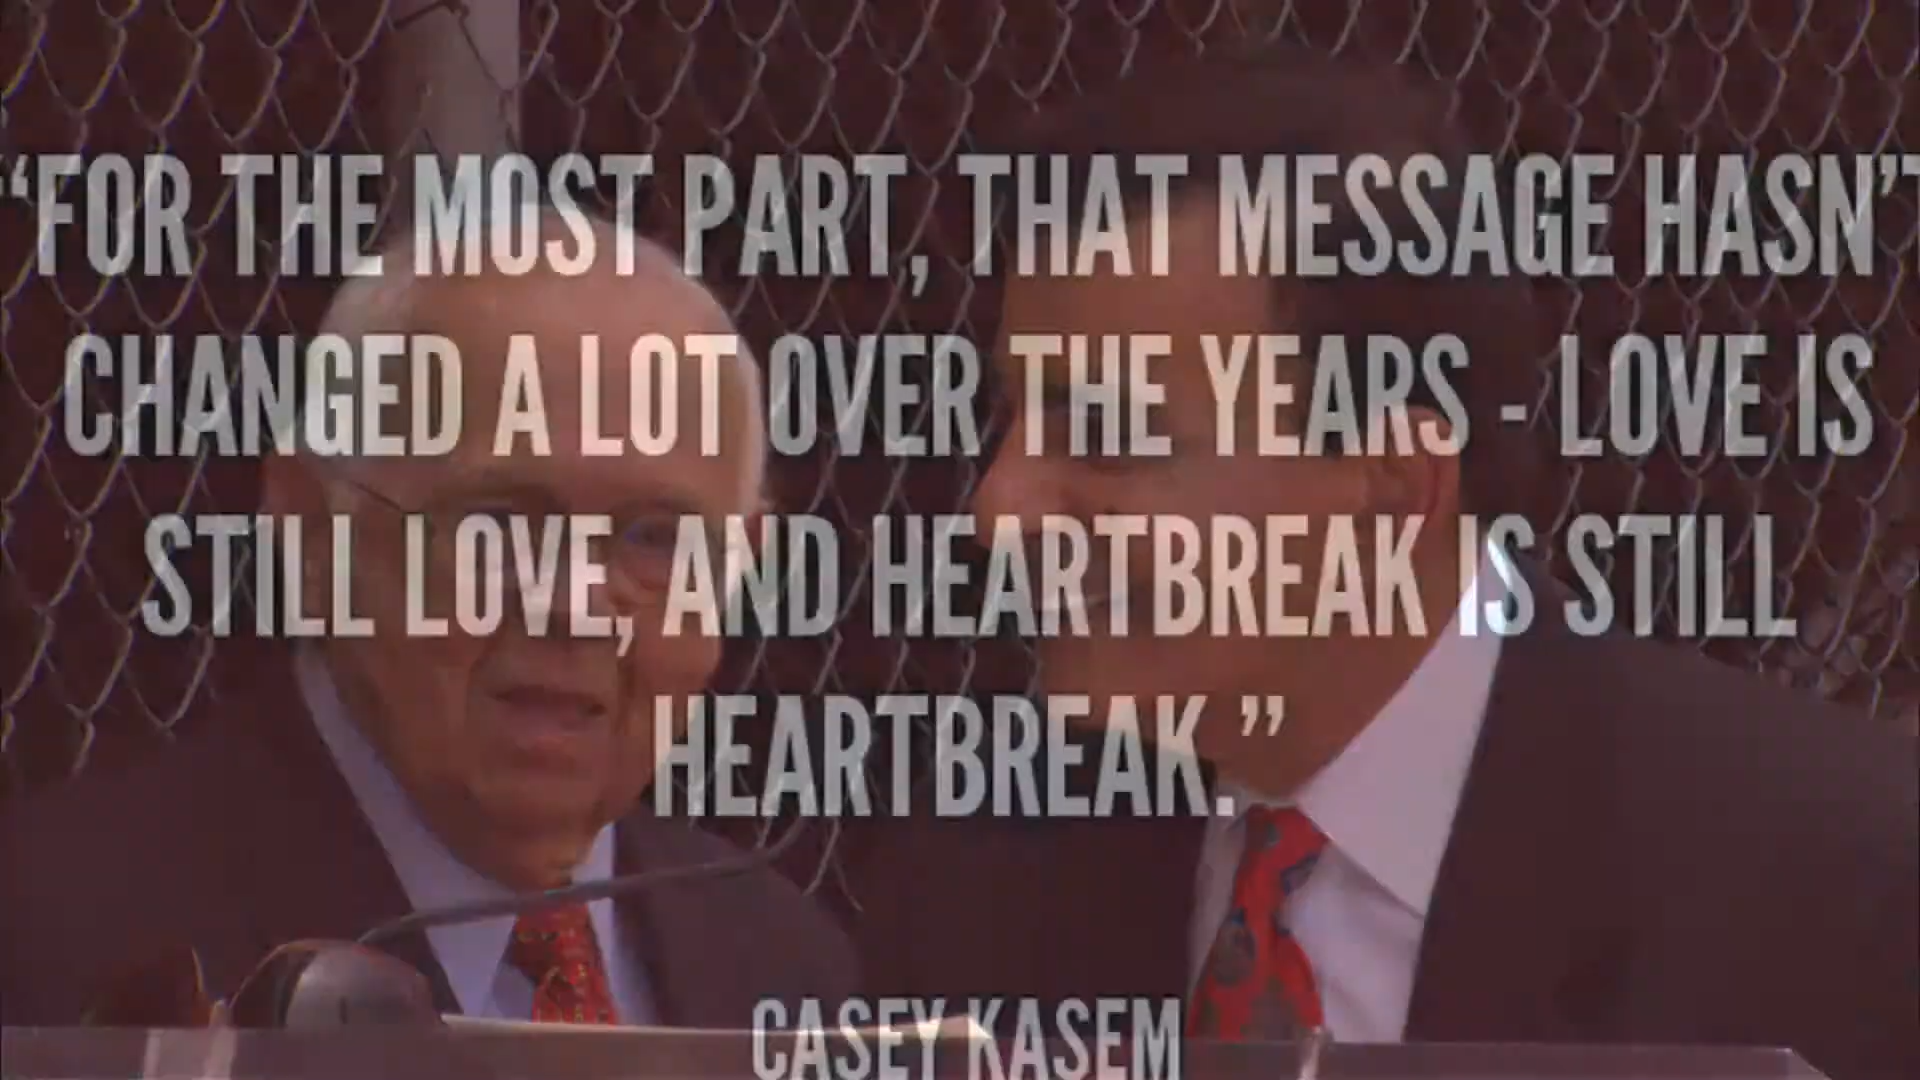 “FOR THE MOST PART, THAT MESSAGE HASN’T
CHANGED A LOT OVER THE YEARS - LOVE IS
STILL LOVE, AND HEARTBREAK IS STILL
HEARTBREAK.”
CASEY KASEM